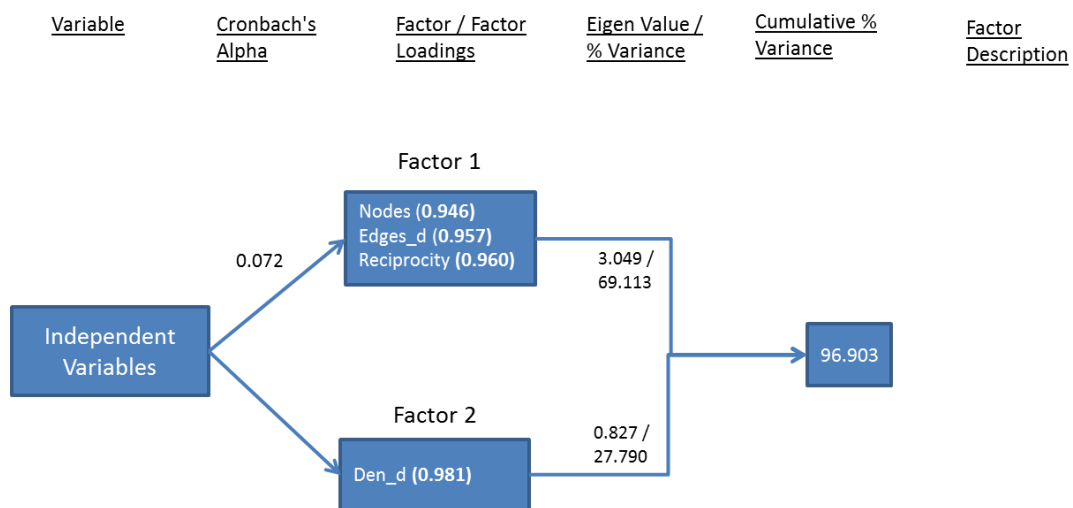 Variable
Cronbach's
Alpha
Factor / Factor
Loadings
Eigen Value /
% Variance
Cumulative %
Variance
Factor
Description
Factor 1
Nodes (0.946)
Edges_d (0.957)
Reciprocity (0.960)
0.072
3.049 /
69.113
Independent
Variables
96.903
Factor 2
Den_d (0.981)
0.827 /
27.790